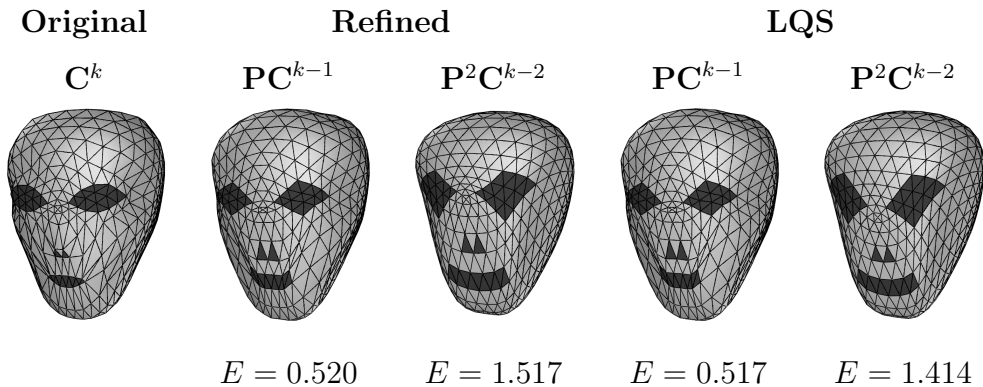 Original Refined LQS
C^k PC^{k−1} P^2C^{k−2} PC^{k−1} P^2C^{k−2}
E = 0.520 E = 1.517 E = 0.517 E = 1.414